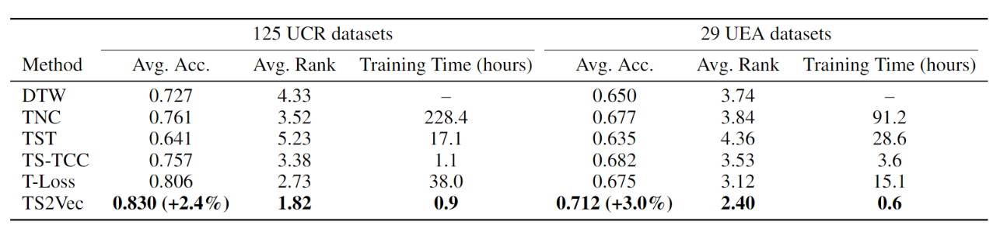 125 UCR datasets 29 UEA datasets
Method Avg. Acc. Avg. Rank Training Time (hours) Avg. Acc. Avg. Rank Training Time (hours)
DTW 0.727 4.33 – 0.650 3.74 –
TNC 0.761 3.52 228.4 0.677 3.84 91.2
TST 0.641 5.23 17.1 0.635 4.36 28.6
TS-TCC 0.757 3.38 1.1 0.682 3.53 3.6
T-Loss 0.806 2.73 38.0 0.675 3.12 15.1
TS2Vec 0.830 (+2.4%) 1.82 0.9 0.712 (+3.0%) 2.40 0.6